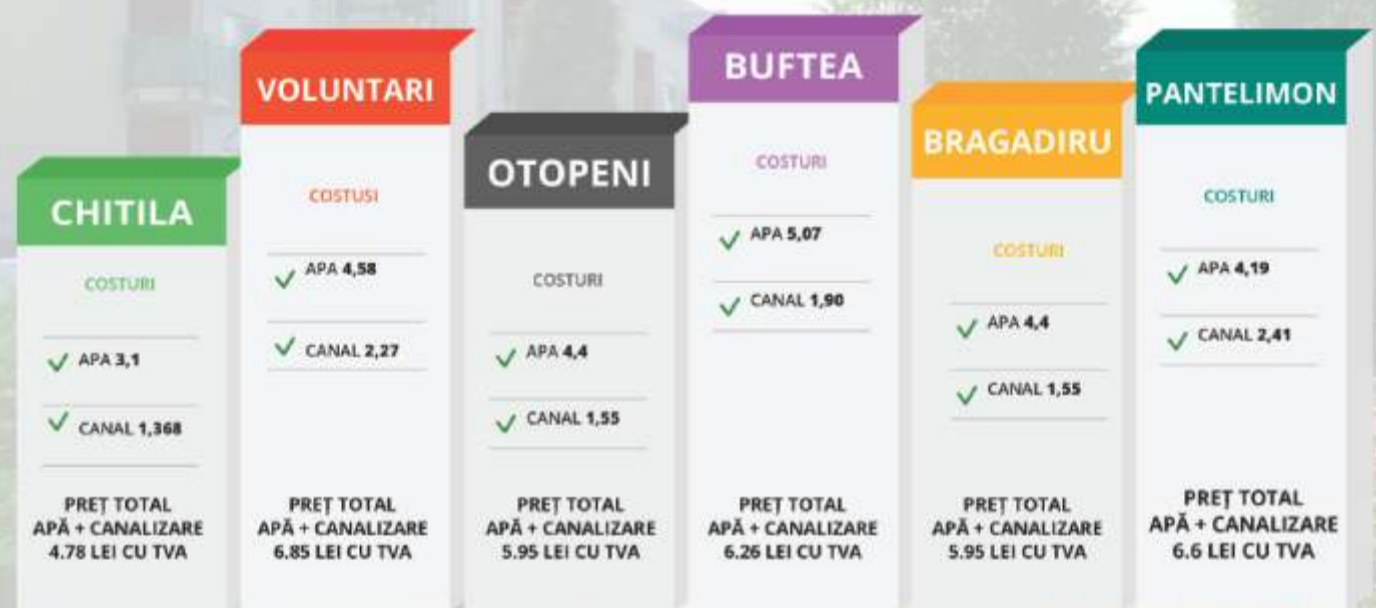 CHITILA
COSTURI
APA 3,1
CANAL 1,368
PREȚ TOTAL
APĂ + CANALIZARE
4.78 LEI CU TVA
VOLUNTARI
COSTUSI
APA 4,58
CANAL 2,27
PREȚ TOTAL
APĂ + CANALIZARE
6.85 LEI CU TVA
OTOPENI
COSTURI
APA 4,4
CANAL 1,55
PREȚ TOTAL
APĂ + CANALIZARE
5.95 LEI CU TVA
BUFTEA
COSTURI
APA 5,07
CANAL 1,90
PREȚ TOTAL
APĂ + CANALIZARE
6.26 LEI CU TVA
BRAGADIRU
COSTURI
APA 4,4
CANAL 1,55
PREȚ TOTAL
APĂ + CANALIZARE
5.95 LEI CU TVA
PANTELIMON
COSTURI
APA 4,19
CANAL 2,41
PREȚ TOTAL
APĂ + CANALIZARE
6.6 LEI CU TVA